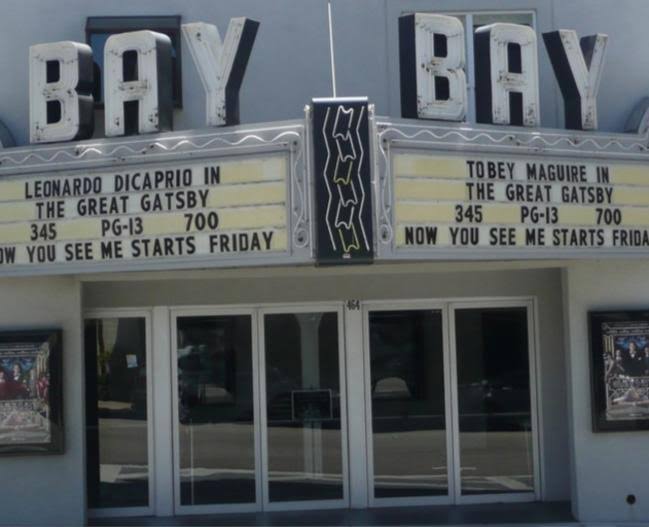 BAY BAY
LEONARDO DICAPRIO IN
THE GREAT GATSBY
345 PG-13 700
OW YOU SEE ME STARTS FRIDAY
TOBEY MAGUIRE IN
THE GREAT GATSBY
345 PG-13 700
NOW YOU SEE ME STARTS FRIDA
464